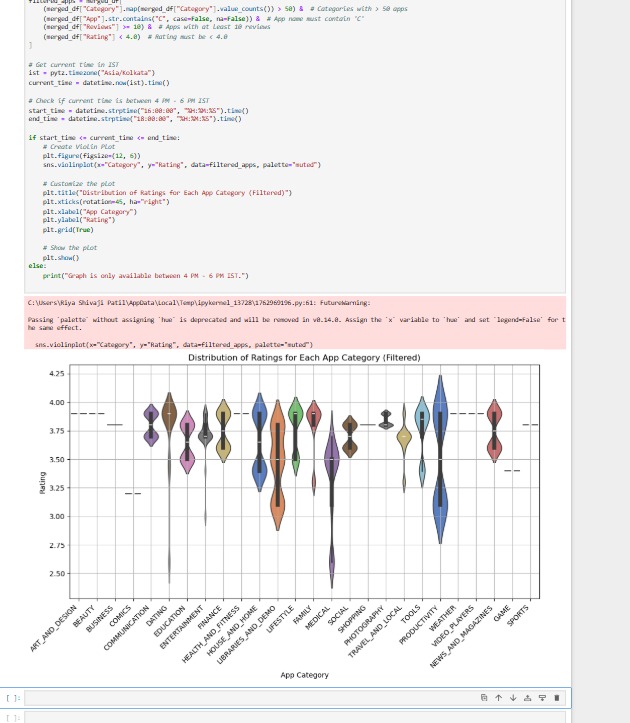 filtered_apps = merged_df[
    (merged_df["Category"].map(merged_df["Category"].value_counts()) > 50) &  # Categories with > 50 apps
    (merged_df["App"].str.contains("C", case=False, na=False)) &  # App name must contain 'C'
    (merged_df["Reviews"] >= 10) &  # Apps with at least 10 reviews
    (merged_df["Rating"] < 4.0)  # Rating must be < 4.0
]
# Get current time in IST
ist = pytz.timezone("Asia/Kolkata")
current_time = datetime.now(ist).time()
# Check if current time is between 4 PM - 6 PM IST
start_time = datetime.strptime("16:00:00", "%H:%M:%S").time()
end_time = datetime.strptime("18:00:00", "%H:%M:%S").time()
if start_time <= current_time <= end_time:
    # Create Violin Plot
    plt.figure(figsize=(12, 6))
    sns.violinplot(x="Category", y="Rating", data=filtered_apps, palette="muted")
    # Customize the plot
    plt.title("Distribution of Ratings for Each App Category (Filtered)")
    plt.xticks(rotation=45, ha="right")
    plt.xlabel("App Category")
    plt.ylabel("Rating")
    plt.grid(True)
    # Show the plot
    plt.show()
else:
    print("Graph is only available between 4 PM - 6 PM IST.")
C:\Users\Riya Shivaji Patil\AppData\Local\Temp\ipykernel_13728\1762969196.py:61: FutureWarning:
Passing `palette` without assigning `hue` is deprecated and will be removed in v0.14.0. Assign the `x` variable to `hue` and set `legend=False` for t
he same effect.
  sns.violinplot(x="Category", y="Rating", data=filtered_apps, palette="muted")
Distribution of Ratings for Each App Category (Filtered)
4.25
4.00
3.75
3.50
3.25
3.00
2.75
2.50
Rating
ART_AND_DESIGN
BEAUTY
BUSINESS
COMICS
COMMUNICATION
DATING
EDUCATION
ENTERTAINMENT
FINANCE
HEALTH_AND_FITNESS
HOUSE_AND_HOME
LIBRARIES_AND_DEMO
LIFESTYLE
FAMILY
MEDICAL
SOCIAL
SHOPPING
PHOTOGRAPHY
TRAVEL_AND_LOCAL
TOOLS
PRODUCTIVITY
WEATHER
VIDEO_PLAYERS
NEWS_AND_MAGAZINES
GAME
SPORTS
App Category
[ ]:
[ ]: